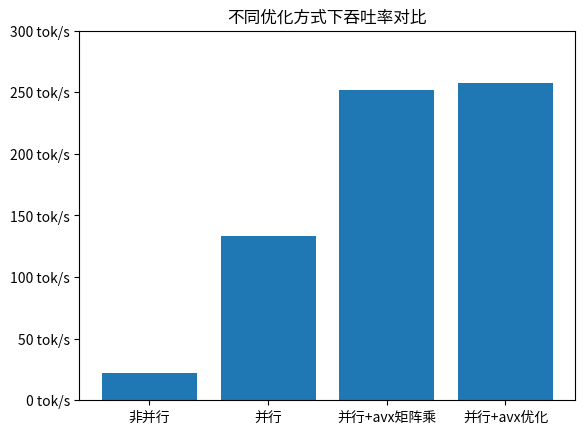 不同优化方式下吞吐率对比
300 tok/s
250 tok/s
200 tok/s
150 tok/s
100 tok/s
50 tok/s
0 tok/s
非并行 并行 并行+avx矩阵乘 并行+avx优化